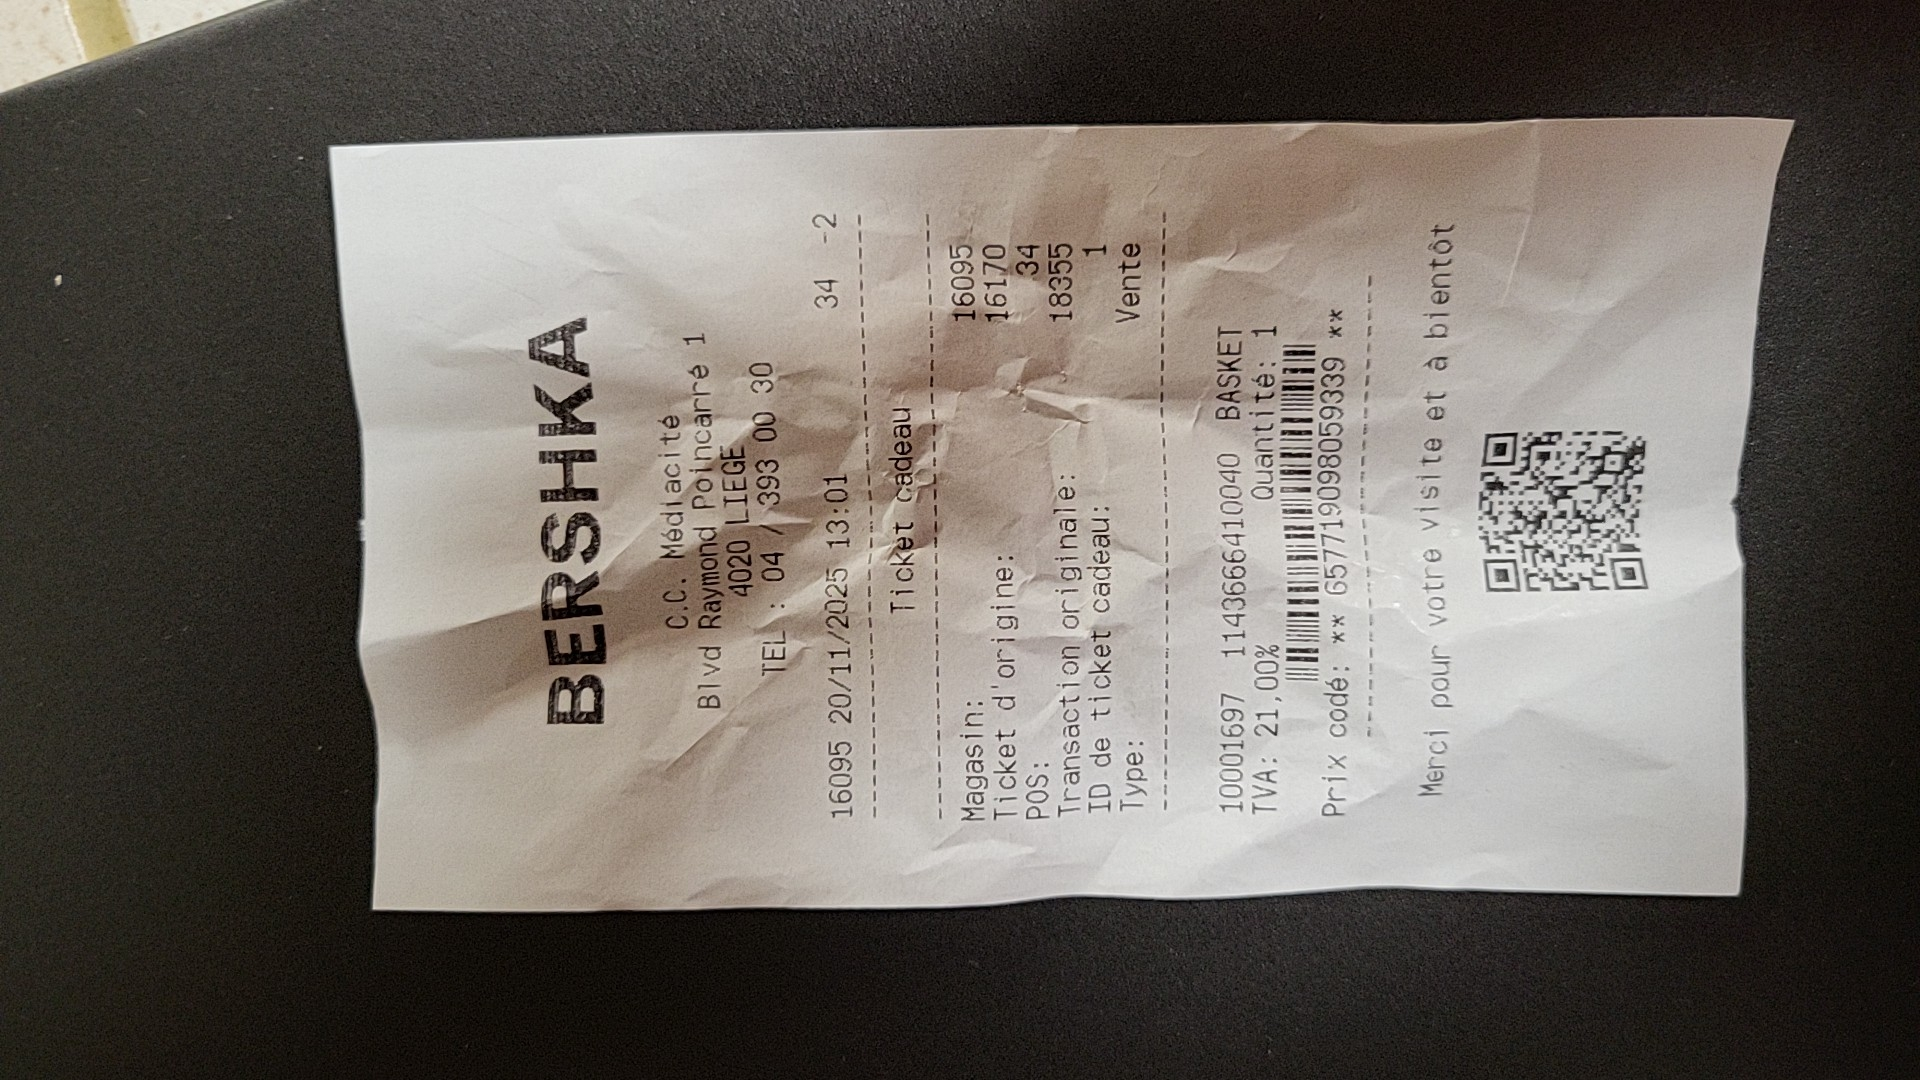 BERSHKA
C.C. Médiacité
Blvd Raymond Poincarré 1
4020 LIEGE
TEL : 04 / 393 00 30
16095 20/11/2025 13:01 34 -2
Ticket cadeau
Magasin: 16095
Ticket d'origine: 16170
POS: 34
Transaction originale: 18355
ID de ticket cadeau: 1
Type: Vente
10001697 1143666410040 BASKET
TVA: 21,00% Quantité: 1
Prix codé: ** 657719098059339 **
Merci pour votre visite et à bientôt